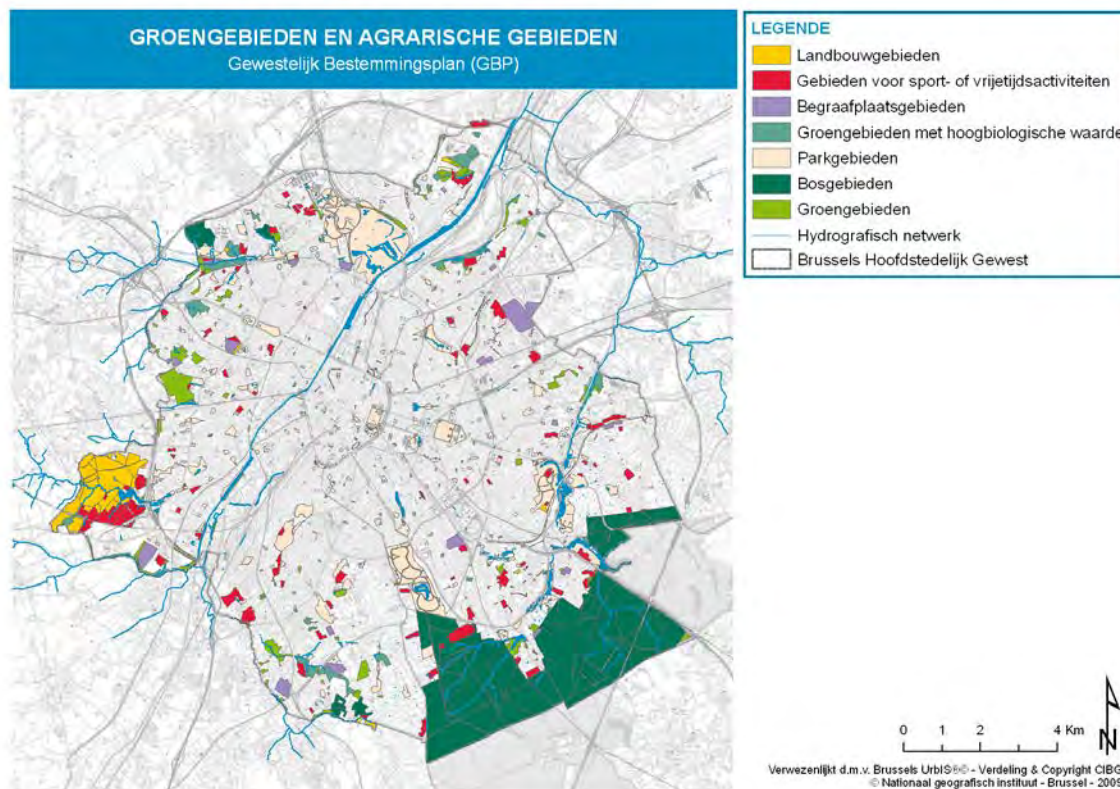 GROENGEBIEDEN EN AGRARISCHE GEBIEDEN
Gewestelijk Bestemmingsplan (GBP)
LEGENDE
Landbouwgebieden
Gebieden voor sport- of vrijetijdsactiviteiten
Begraafplaatsgebieden
Groengebieden met hoogbiologische waarde
Parkgebieden
Bosgebieden
Groengebieden
Hydrografisch netwerk
Brussels Hoofdstedelijk Gewest
0 1 2 4 Km
N
Verwezenlijkt d.m.v. Brussels UrbIS®© - Verdeling & Copyright CIBG
© Nationaal geografisch instituut - Brussel - 2009